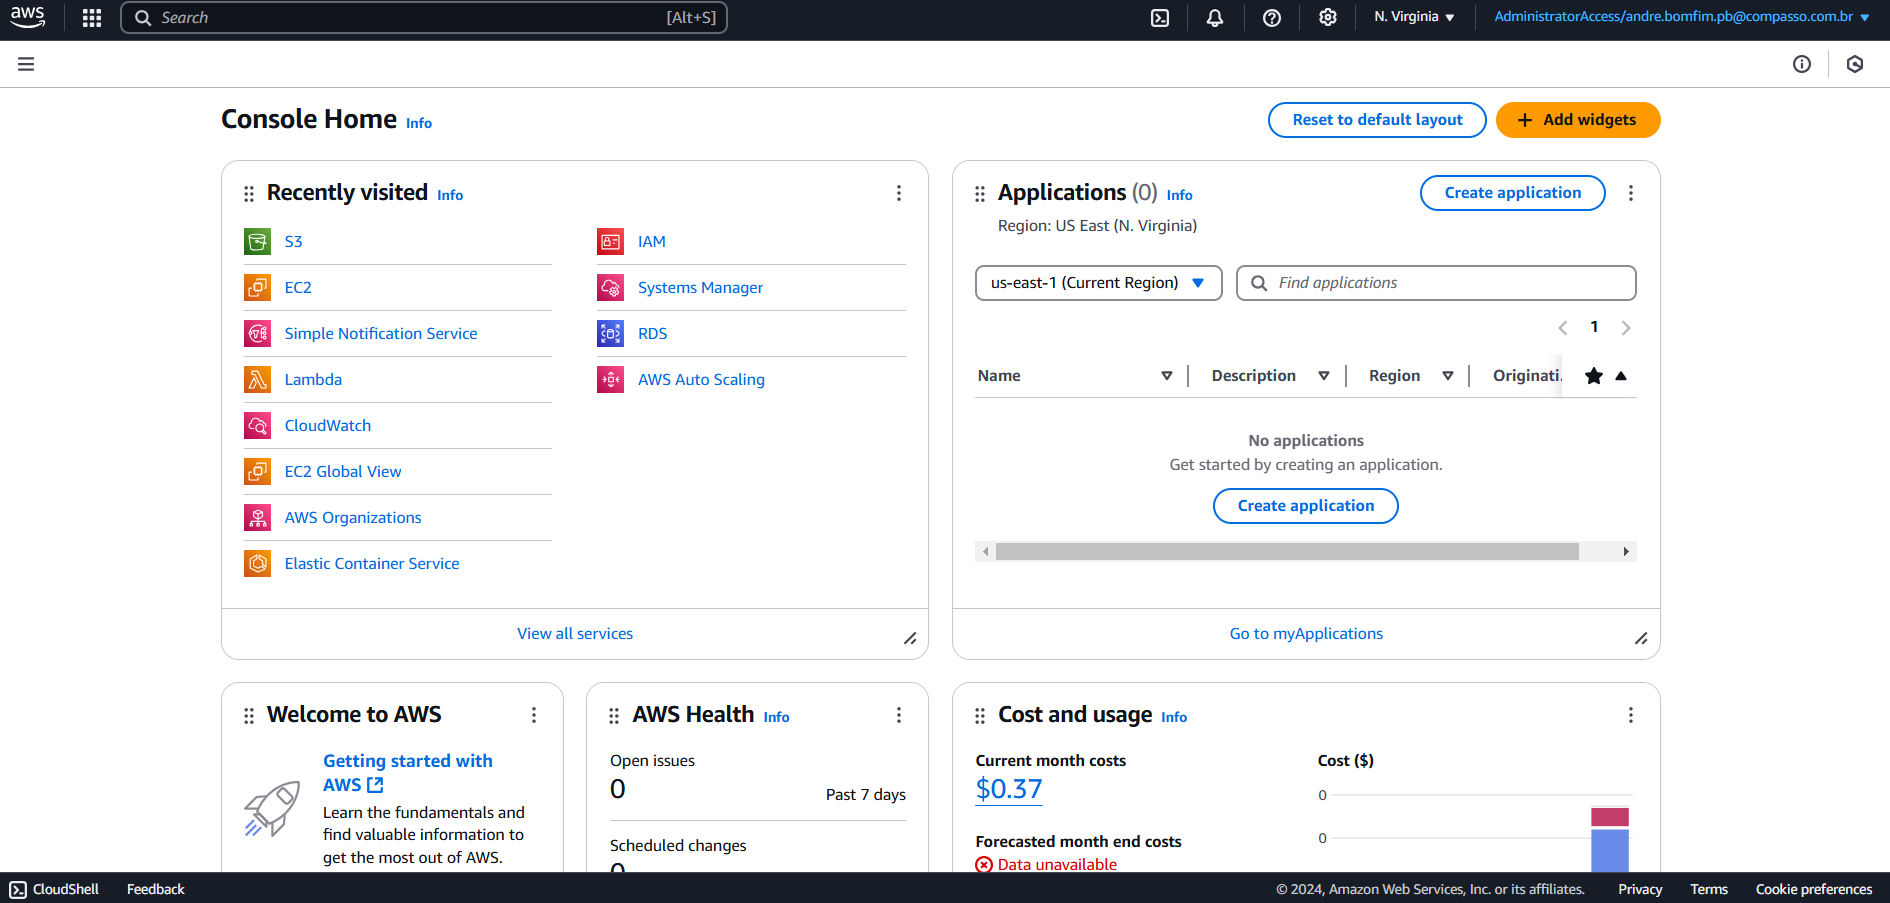 aws
Search [Alt+S]
N. Virginia
AdministratorAccess/andre.bomfim.pb@compasso.com.br
Console Home Info
Reset to default layout
Add widgets
Recently visited Info
S3
EC2
Simple Notification Service
Lambda
CloudWatch
EC2 Global View
AWS Organizations
Elastic Container Service
IAM
Systems Manager
RDS
AWS Auto Scaling
View all services
Applications (0) Info
Create application
Region: US East (N. Virginia)
us-east-1 (Current Region)
Find applications
1
Name Description Region Originati
No applications
Get started by creating an application.
Create application
Go to myApplications
Welcome to AWS
Getting started with
AWS
Learn the fundamentals and
find valuable information to
get the most out of AWS.
AWS Health Info
Open issues
0
Past 7 days
Scheduled changes
0
Cost and usage Info
Current month costs
$0.37
Forecasted month end costs
Data unavailable
Cost ($)
0
0
CloudShell Feedback
© 2024, Amazon Web Services, Inc. or its affiliates. Privacy Terms Cookie preferences